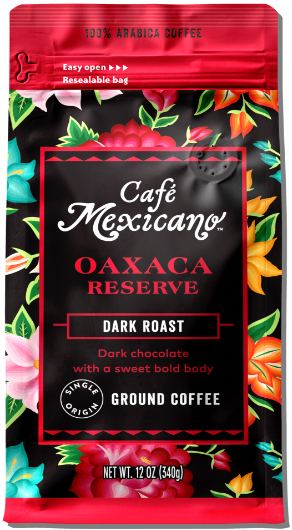 100% ARABICA COFFEE
Easy open
Resealable bag
Café
Mexicano™
OAXACA
RESERVE
DARK ROAST
Dark chocolate
with a sweet bold body
SINGLE ORIGIN
GROUND COFFEE
NET. WT. 12 OZ (340g)